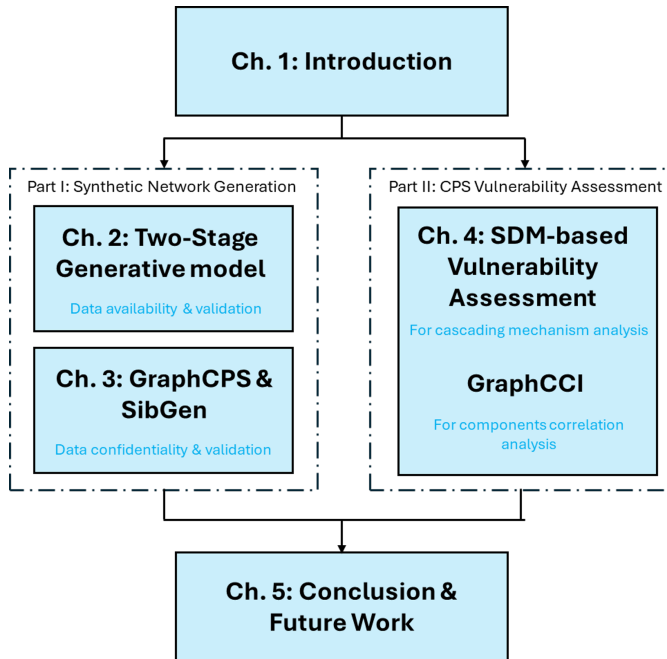 Ch. 1: Introduction
Part I: Synthetic Network Generation
Ch. 2: Two-Stage
Generative model
Data availability & validation
Ch. 3: GraphCPS &
SibGen
Data confidentiality & validation
Part II: CPS Vulnerability Assessment
Ch. 4: SDM-based
Vulnerability
Assessment
For cascading mechanism analysis
GraphCCI
For components correlation
analysis
Ch. 5: Conclusion &
Future Work